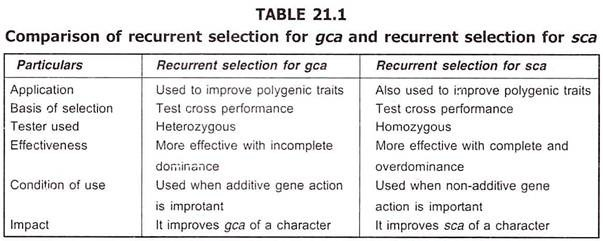 TABLE 21.1
Comparison of recurrent selection for gca and recurrent selection for sca
Particulars Recurrent selection for gca Recurrent selection for sca
Application Used to improve polygenic traits Also used to improve polygenic traits
Basis of selection Test cross performance Test cross performance
Tester used Heterozygous Homozygous
Effectiveness More effective with incomplete More effective with complete and
dominance overdominance
Condition of use Used when additive gene action Used when non-additive gene
is improtant action is important
Impact It improves gca of a character It improves sca of a character